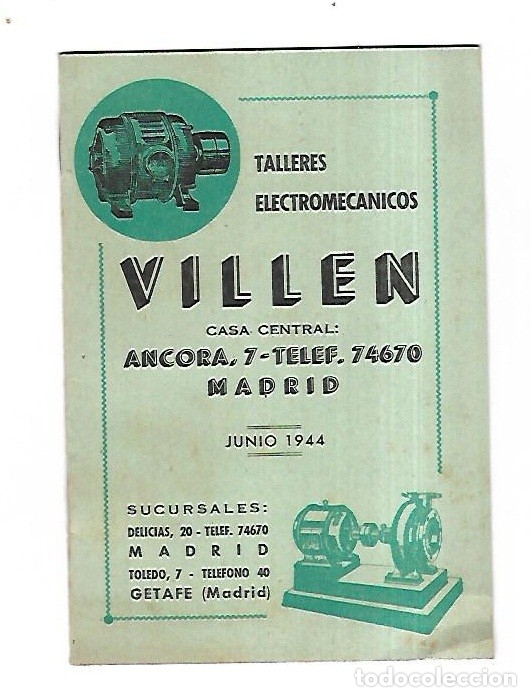 TALLERES
ELECTROMECANICOS
VILLEN
CASA CENTRAL:
ANCORA, 7-TELEF. 74670
MADRID
JUNIO 1944
SUCURSALES:
DELICIAS, 20 - TELEF. 74670
MADRID
TOLEDO, 7 - TELEFONO 40
GETAFE (Madrid)
todocoleccion